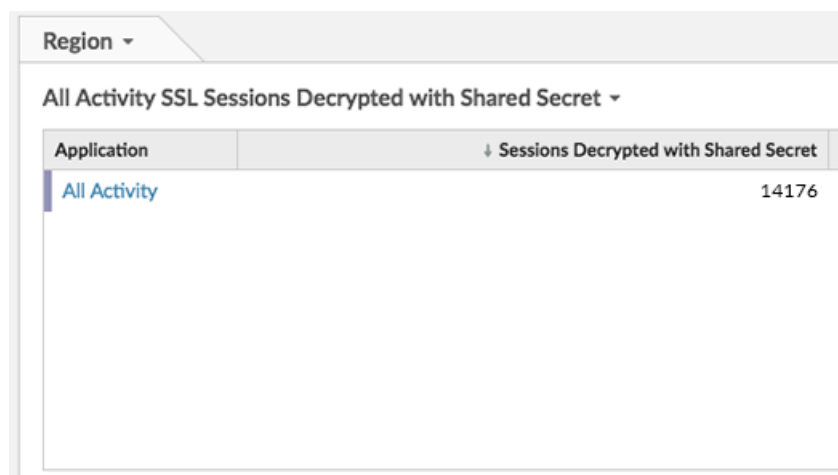 Region
All Activity SSL Sessions Decrypted with Shared Secret
Application ↓ Sessions Decrypted with Shared Secret
All Activity 14176